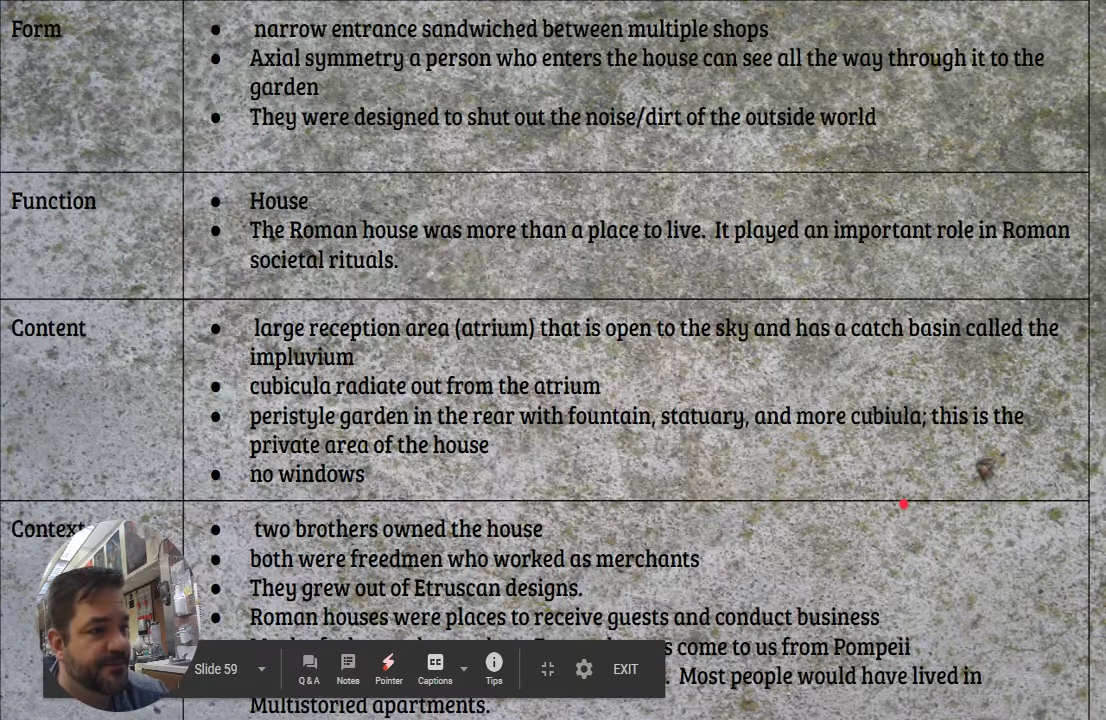 Form
narrow entrance sandwiched between multiple shops
Axial symmetry a person who enters the house can see all the way through it to the
garden
They were designed to shut out the noise/dirt of the outside world
Function
House
The Roman house was more than a place to live. It played an important role in Roman
societal rituals.
Content
large reception area (atrium) that is open to the sky and has a catch basin called the
impluvium
cubicula radiate out from the atrium
peristyle garden in the rear with fountain, statuary, and more cubiula; this is the
private area of the house
no windows
Context
two brothers owned the house
both were freedmen who worked as merchants
They grew out of Etruscan designs.
Roman houses were places to receive guests and conduct business
come to us from Pompeii
Most people would have lived in
Multistoried apartments.
Slide 59
Q & A
Notes
Pointer
Captions
Tips
EXIT